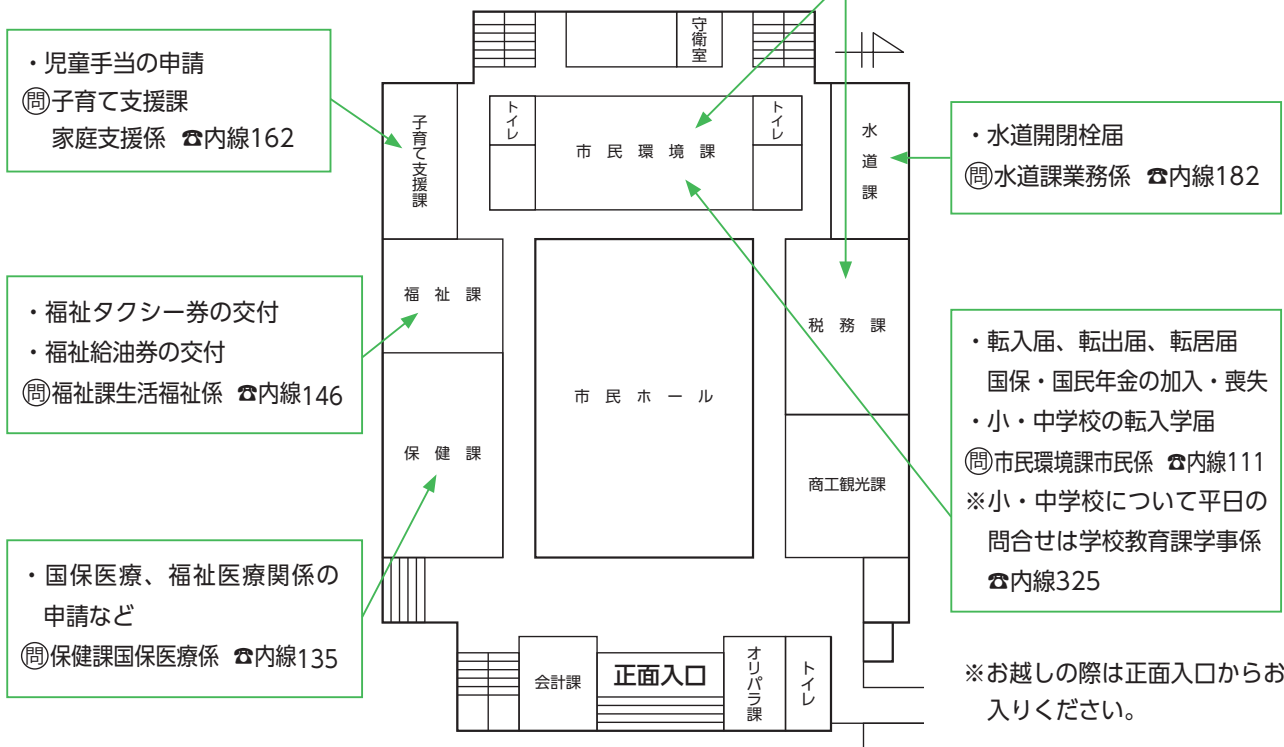 ・児童手当の申請
㉄子育て支援課
家庭支援係 ☎内線162
・福祉タクシー券の交付
・福祉給油券の交付
㉄福祉課生活福祉係 ☎内線146
・国保医療、福祉医療関係の
申請など
㉄保健課国保医療係 ☎内線135
守衛室
子育て支援課
トイレ
市民環境課
トイレ
水道課
福祉課
市民ホール
税務課
保健課
商工観光課
会計課
正面入口
オリパラ課
トイレ
・水道開閉栓届
㉄水道課業務係 ☎内線182
・転入届、転出届、転居届
国保・国民年金の加入・喪失
・小・中学校の転入学届
㉄市民環境課市民係 ☎内線111
※小・中学校について平日の
問合せは学校教育課学事係
☎内線325
※お越しの際は正面入口からお
入りください。